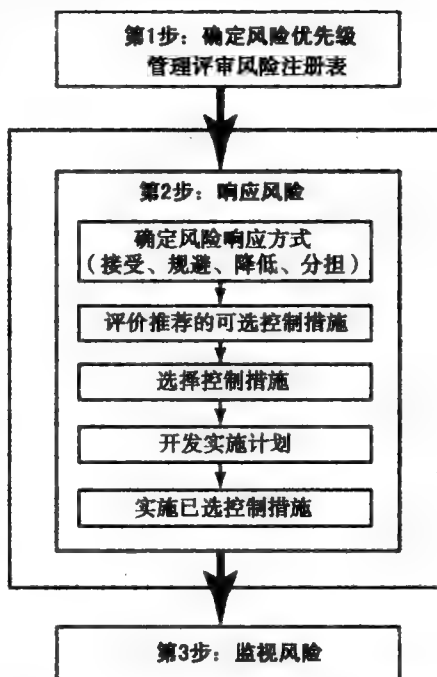 第1步：确定风险优先级
管理评审风险注册表
第2步：响应风险
确定风险响应方式
（接受、规避、降低、分担）
评价推荐的可选控制措施
选择控制措施
开发实施计划
实施已选控制措施
第3步：监视风险